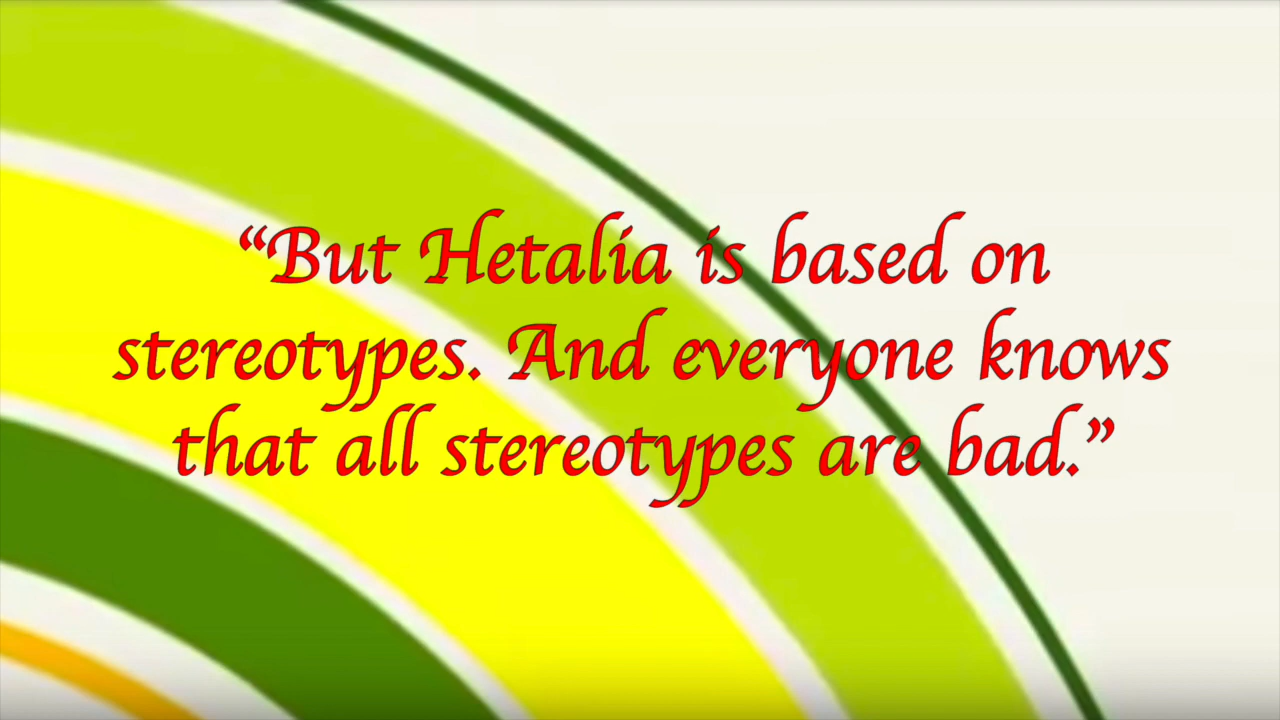 “But Hetalia is based on
stereotypes. And everyone knows
that all stereotypes are bad.”